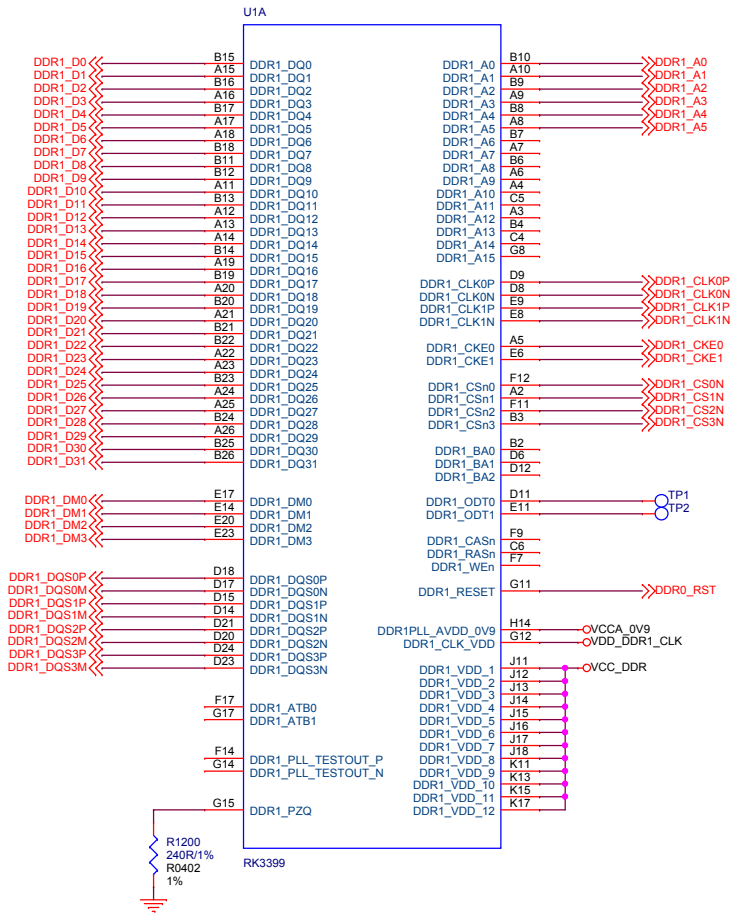 U1A
DDR1_D0 B15 DDR1_DQ0 DDR1_A0 B10 DDR1_A0
DDR1_D1 A15 DDR1_DQ1 DDR1_A1 A10 DDR1_A1
DDR1_D2 B16 DDR1_DQ2 DDR1_A2 B9 DDR1_A2
DDR1_D3 A16 DDR1_DQ3 DDR1_A3 A9 DDR1_A3
DDR1_D4 B17 DDR1_DQ4 DDR1_A4 B8 DDR1_A4
DDR1_D5 A17 DDR1_DQ5 DDR1_A5 A8 DDR1_A5
DDR1_D6 A18 DDR1_DQ6 DDR1_A6 B7
DDR1_D7 B18 DDR1_DQ7 DDR1_A7 A7
DDR1_D8 B11 DDR1_DQ8 DDR1_A8 B6
DDR1_D9 B12 DDR1_DQ9 DDR1_A9 A6
DDR1_D10 A11 DDR1_DQ10 DDR1_A10 A4
DDR1_D11 B13 DDR1_DQ11 DDR1_A11 C5
DDR1_D12 A12 DDR1_DQ12 DDR1_A12 A3
DDR1_D13 A13 DDR1_DQ13 DDR1_A13 B4
DDR1_D14 A14 DDR1_DQ14 DDR1_A14 C4
DDR1_D15 B14 DDR1_DQ15 DDR1_A15 G8
DDR1_D16 A19 DDR1_DQ16
DDR1_D17 B19 DDR1_DQ17 DDR1_CLK0P D9 DDR1_CLK0P
DDR1_D18 A20 DDR1_DQ18 DDR1_CLK0N D8 DDR1_CLK0N
DDR1_D19 B20 DDR1_DQ19 DDR1_CLK1P E9 DDR1_CLK1P
DDR1_D20 A21 DDR1_DQ20 DDR1_CLK1N E8 DDR1_CLK1N
DDR1_D21 B21 DDR1_DQ21
DDR1_D22 B22 DDR1_DQ22 DDR1_CKE0 A5 DDR1_CKE0
DDR1_D23 A22 DDR1_DQ23 DDR1_CKE1 E6 DDR1_CKE1
DDR1_D24 A23 DDR1_DQ24
DDR1_D25 B23 DDR1_DQ25 DDR1_CSn0 F12 DDR1_CS0N
DDR1_D26 A24 DDR1_DQ26 DDR1_CSn1 A2 DDR1_CS1N
DDR1_D27 A25 DDR1_DQ27 DDR1_CSn2 F11 DDR1_CS2N
DDR1_D28 B24 DDR1_DQ28 DDR1_CSn3 B3 DDR1_CS3N
DDR1_D29 A26 DDR1_DQ29
DDR1_D30 B25 DDR1_DQ30 DDR1_BA0 B2
DDR1_D31 B26 DDR1_DQ31 DDR1_BA1 D6
DDR1_BA2 D12
DDR1_DM0 E17 DDR1_DM0 DDR1_ODT0 D11 TP1
DDR1_DM1 E14 DDR1_DM1 DDR1_ODT1 E11 TP2
DDR1_DM2 E20 DDR1_DM2
DDR1_DM3 E23 DDR1_DM3 DDR1_CASn F9
DDR1_RASn C6
DDR1_WEn F7
DDR1_DQS0P D18 DDR1_DQS0P
DDR1_DQS0M D17 DDR1_DQS0N DDR1_RESET G11 DDR0_RST
DDR1_DQS1P D15 DDR1_DQS1P
DDR1_DQS1M D14 DDR1_DQS1N
DDR1_DQS2P D21 DDR1_DQS2P DDR1PLL_AVDD_0V9 H14 VCCA_0V9
DDR1_DQS2M D20 DDR1_DQS2N DDR1_CLK_VDD G12 VDD_DDR1_CLK
DDR1_DQS3P D24 DDR1_DQS3P
DDR1_DQS3M D23 DDR1_DQS3N DDR1_VDD_1 J11 VCC_DDR
DDR1_VDD_2 J12
DDR1_VDD_3 J13
F17 DDR1_ATB0 DDR1_VDD_4 J14
G17 DDR1_ATB1 DDR1_VDD_5 J15
DDR1_VDD_6 J16
DDR1_VDD_7 J17
F14 DDR1_PLL_TESTOUT_P DDR1_VDD_8 J18
G14 DDR1_PLL_TESTOUT_N DDR1_VDD_9 K11
DDR1_VDD_10 K13
DDR1_VDD_11 K15
G15 DDR1_PZQ DDR1_VDD_12 K17
R1200
240R/1%
R0402
1%
RK3399